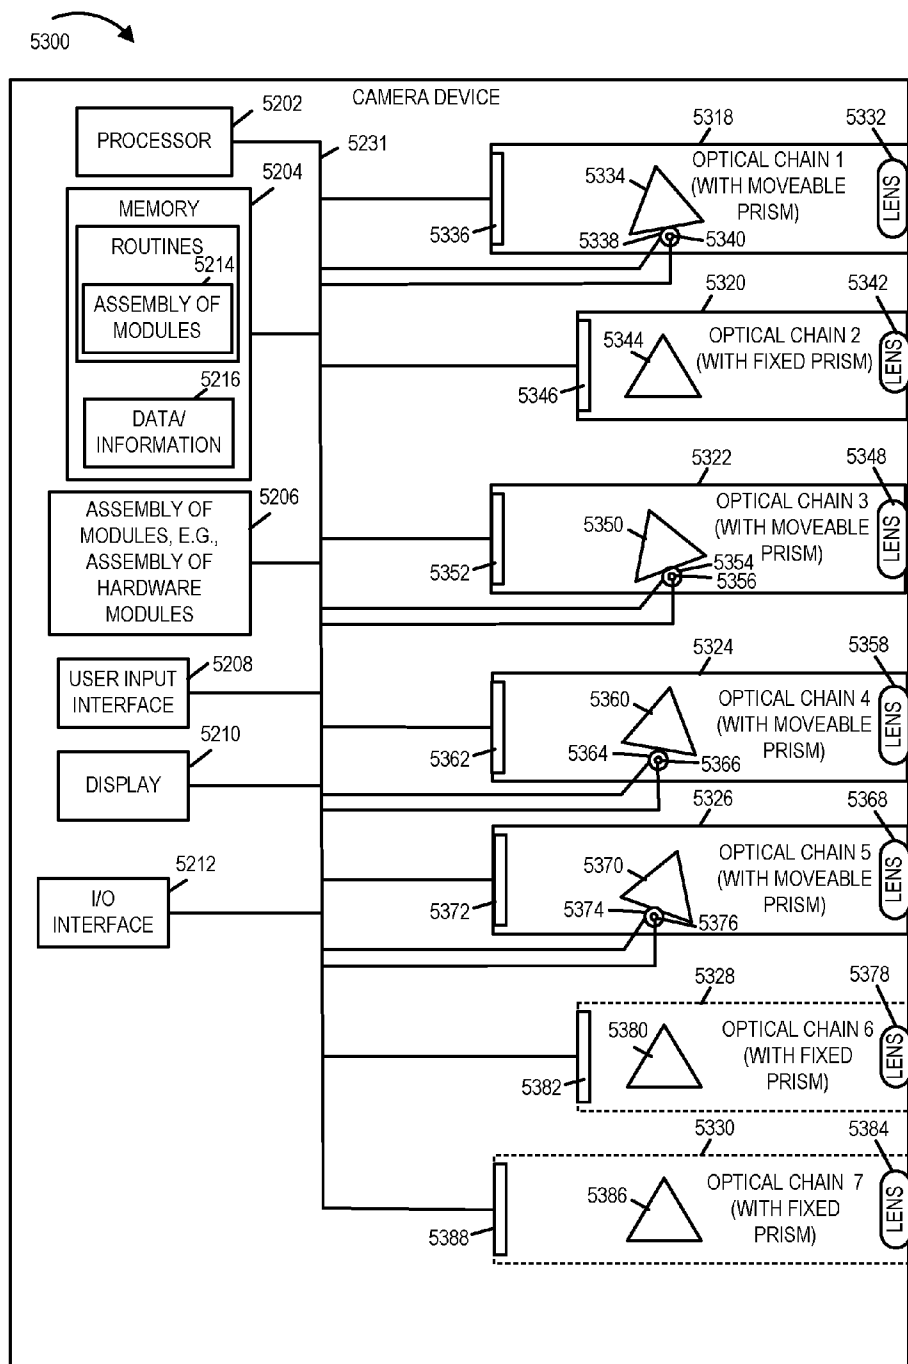 5300
CAMERA DEVICE
5202
PROCESSOR
5231
5204
MEMORY
ROUTINES
5214
ASSEMBLY OF
MODULES
5216
DATA/
INFORMATION
5206
ASSEMBLY OF
MODULES, E.G.,
ASSEMBLY OF
HARDWARE
MODULES
5208
USER INPUT
INTERFACE
5210
DISPLAY
5212
I/O
INTERFACE
5318
5332
OPTICAL CHAIN 1
(WITH MOVEABLE
PRISM)
5334
5336
5338
5340
LENS
5320
5342
OPTICAL CHAIN 2
(WITH FIXED PRISM)
5344
5346
LENS
5322
5348
OPTICAL CHAIN 3
(WITH MOVEABLE
PRISM)
5350
5352
5354
5356
LENS
5324
5358
OPTICAL CHAIN 4
(WITH MOVEABLE
PRISM)
5360
5362
5364
5366
LENS
5326
5368
OPTICAL CHAIN 5
(WITH MOVEABLE
PRISM)
5370
5372
5374
5376
LENS
5328
5378
OPTICAL CHAIN 6
(WITH FIXED
PRISM)
5380
5382
LENS
5330
5384
OPTICAL CHAIN 7
(WITH FIXED
PRISM)
5386
5388
LENS